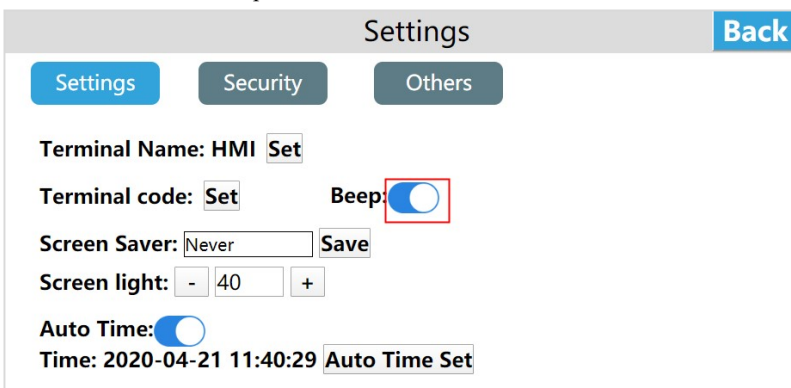 Settings Back
Settings Security Others
Terminal Name: HMI Set
Terminal code: Set Beep:
Screen Saver: Never Save
Screen light: - 40 +
Auto Time:
Time: 2020-04-21 11:40:29 Auto Time Set